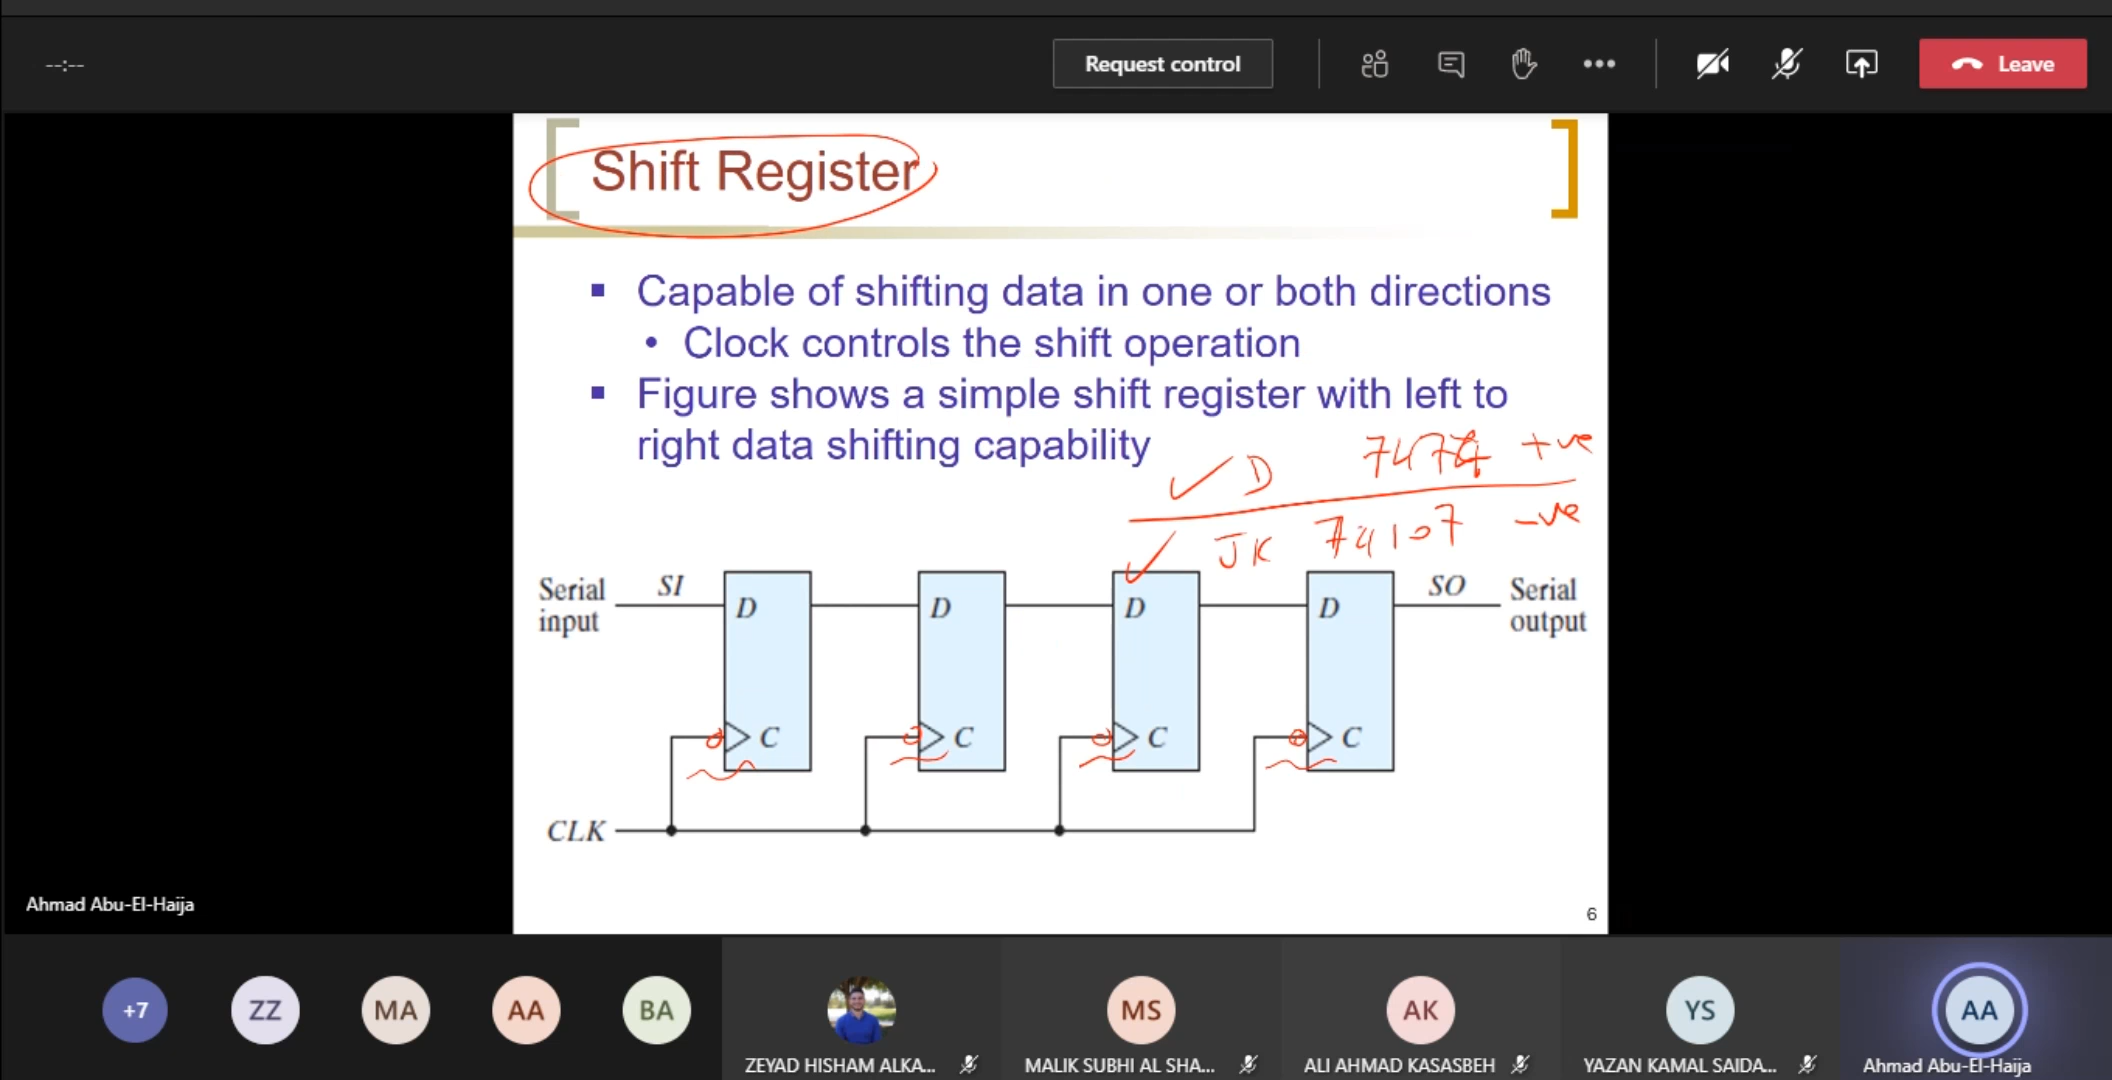 --:--
Request control
Leave
Shift Register
Capable of shifting data in one or both directions
Clock controls the shift operation
Figure shows a simple shift register with left to
right data shifting capability
D 7474 +ve
JK 74107 -ve
Serial
input
SI
D
D
D
D
SO
Serial
output
C
C
C
C
CLK
Ahmad Abu-El-Haija
6
+7
ZZ
MA
AA
BA
MS
AK
YS
AA
ZEYAD HISHAM ALKA...
MALIK SUBHI AL SHA...
ALI AHMAD KASASBEH
YAZAN KAMAL SAIDA...
Ahmad Abu-El-Haija